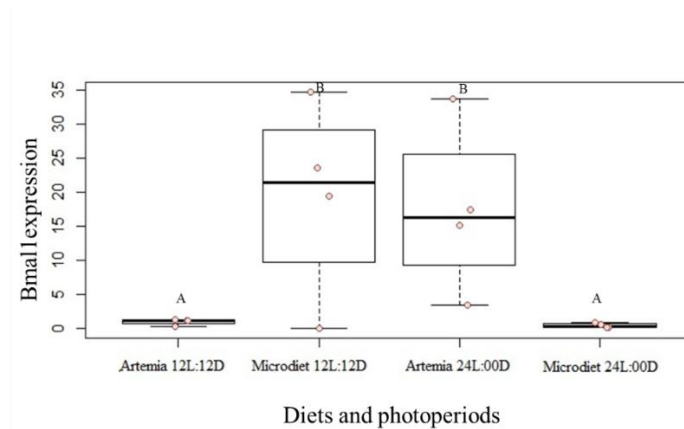 B B
35
30
25
20
15
10
5
0
Bmal1expression
A A
Artemia 12L:12D Microdiet 12L:12D Artemia 24L:00D Microdiet 24L:00D
Diets and photoperiods